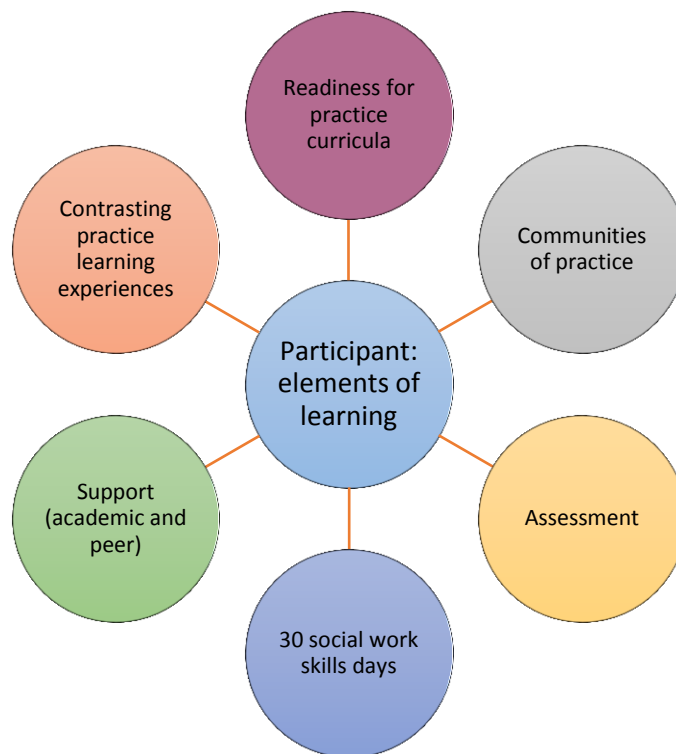 Readiness for
practice
curricula
Contrasting
practice
learning
experiences
Communities
of practice
Participant:
elements of
learning
Support
(academic and
peer)
Assessment
30 social work
skills days